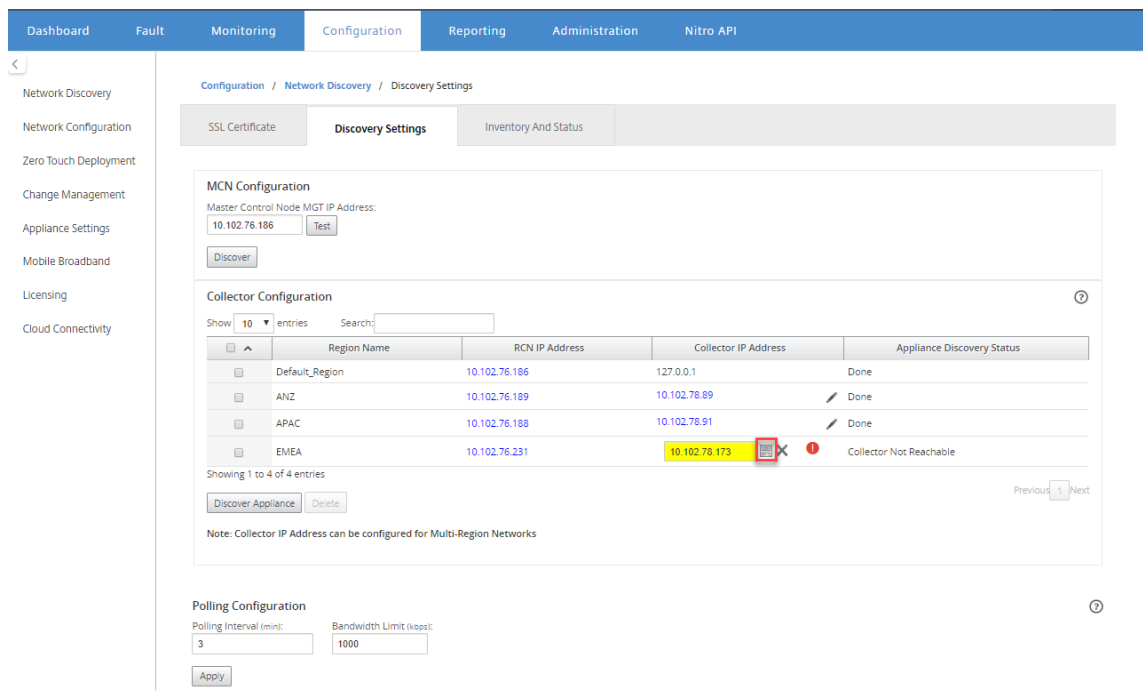 Dashboard Fault Monitoring Configuration Reporting Administration Nitro API
Network Discovery
Network Configuration
Zero Touch Deployment
Change Management
Appliance Settings
Mobile Broadband
Licensing
Cloud Connectivity
Configuration / Network Discovery / Discovery Settings
SSL Certificate Discovery Settings Inventory And Status
MCN Configuration
Master Control Node MGT IP Address:
10.102.76.186 Test
Discover
Collector Configuration ?
Show 10 entries Search:
Region Name RCN IP Address Collector IP Address Appliance Discovery Status
Default_Region 10.102.76.186 127.0.0.1 Done
ANZ 10.102.76.189 10.102.78.89 Done
APAC 10.102.76.188 10.102.78.91 Done
EMEA 10.102.76.231 10.102.78.173 Collector Not Reachable
Showing 1 to 4 of 4 entries
Previous 1 Next
Discover Appliance Delete
Note: Collector IP Address can be configured for Multi-Region Networks
Polling Configuration ?
Polling Interval (min): Bandwidth Limit (kbps):
3 1000
Apply